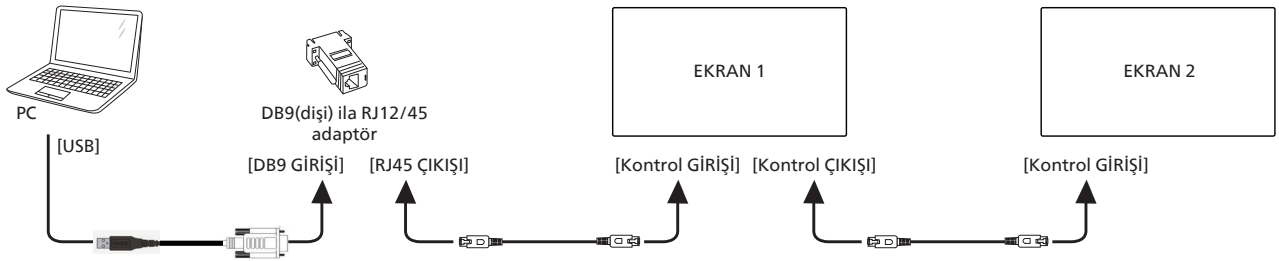 EKRAN 1
EKRAN 2
PC
DB9(dişi) ila RJ12/45
adaptör
[USB]
[DB9 GİRİŞİ]
[RJ45 ÇIKIŞI]
[Kontrol GİRİŞİ]
[Kontrol ÇIKIŞI]
[Kontrol GİRİŞİ]